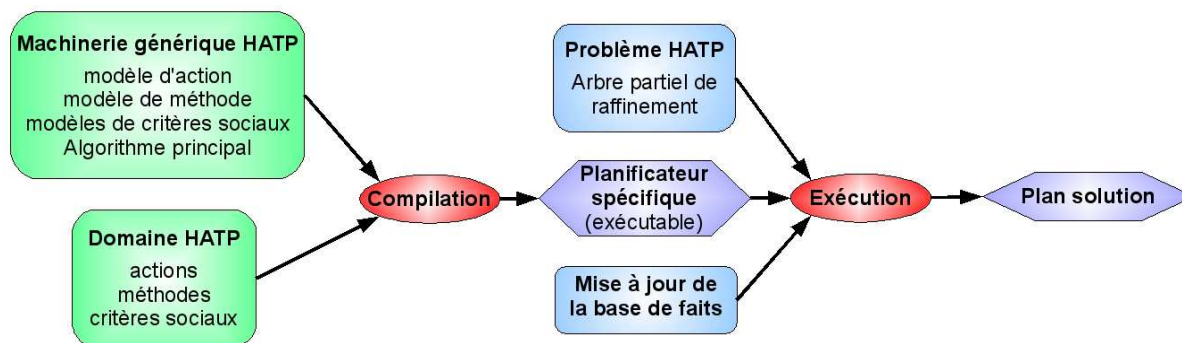 Machinerie générique HATP
modèle d'action
modèle de méthode
modèles de critères sociaux
Algorithme principal
Domaine HATP
actions
méthodes
critères sociaux
Compilation
Problème HATP
Arbre partiel de
raffinement
Planificateur
spécifique
(exécutable)
Mise à jour de
la base de faits
Exécution
Plan solution